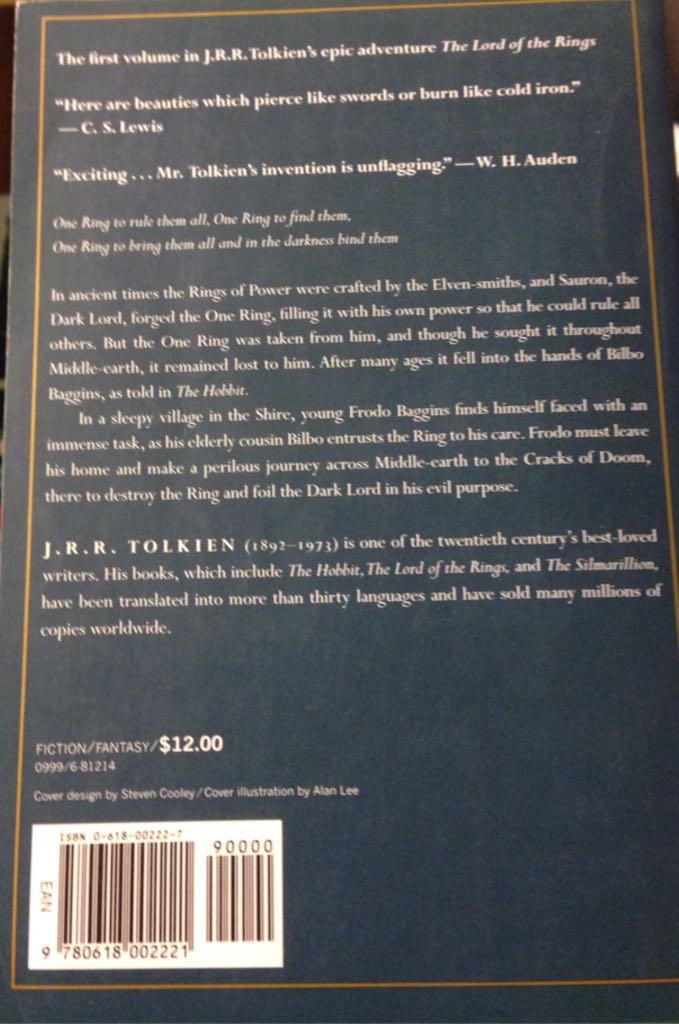 The first volume in J.R.R. Tolkien's epic adventure The Lord of the Rings
"Here are beauties which pierce like swords or burn like cold iron."
— C. S. Lewis
"Exciting . . . Mr. Tolkien's invention is unflagging." — W. H. Auden
One Ring to rule them all, One Ring to find them,
One Ring to bring them all and in the darkness bind them
In ancient times the Rings of Power were crafted by the Elven-smiths, and Sauron, the
Dark Lord, forged the One Ring, filling it with his own power so that he could rule all
others. But the One Ring was taken from him, and though he sought it throughout
Middle-earth, it remained lost to him. After many ages it fell into the hands of Bilbo
Baggins, as told in The Hobbit.
In a sleepy village in the Shire, young Frodo Baggins finds himself faced with an
immense task, as his elderly cousin Bilbo entrusts the Ring to his care. Frodo must leave
his home and make a perilous journey across Middle-earth to the Cracks of Doom,
there to destroy the Ring and foil the Dark Lord in his evil purpose.
J.R.R. TOLKIEN (1892–1973) is one of the twentieth century's best-loved
writers. His books, which include The Hobbit, The Lord of the Rings, and The Silmarillion,
have been translated into more than thirty languages and have sold many millions of
copies worldwide.
FICTION/FANTASY/$12.00
0999/6-81214
Cover design by Steven Cooley/Cover illustration by Alan Lee
ISBN 0-618-00222-7
90000
EAN
9 780618 002221